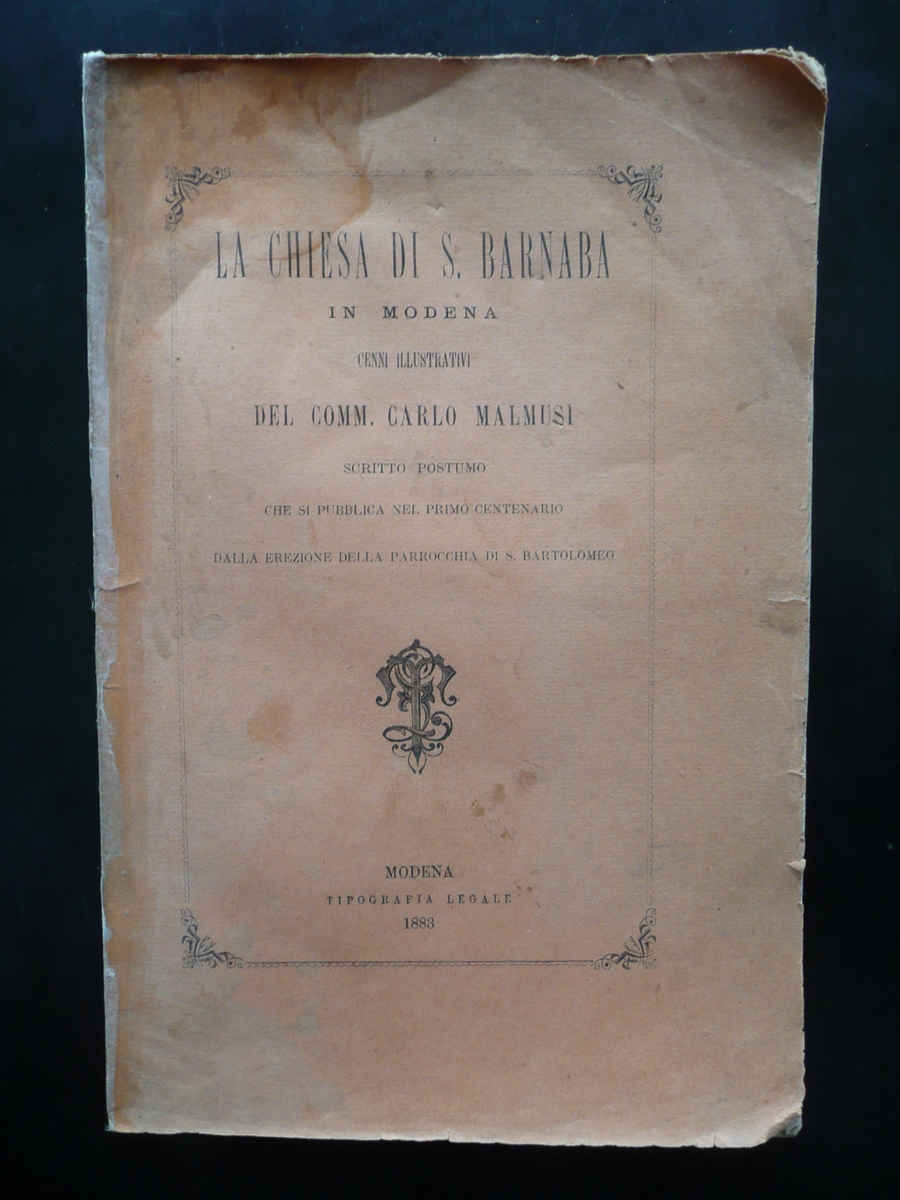 LA CHIESA DI S. BARNABA
IN MODENA
CENNI ILLUSTRATIVI
DEL COMM. CARLO MALMUSI
SCRITTO POSTUMO
CHE SI PUBBLICA NEL PRIMO CENTENARIO
DALLA EREZIONE DELLA PARROCCHIA DI S. BARTOLOMEO
MODENA
TIPOGRAFIA LEGALE
1883